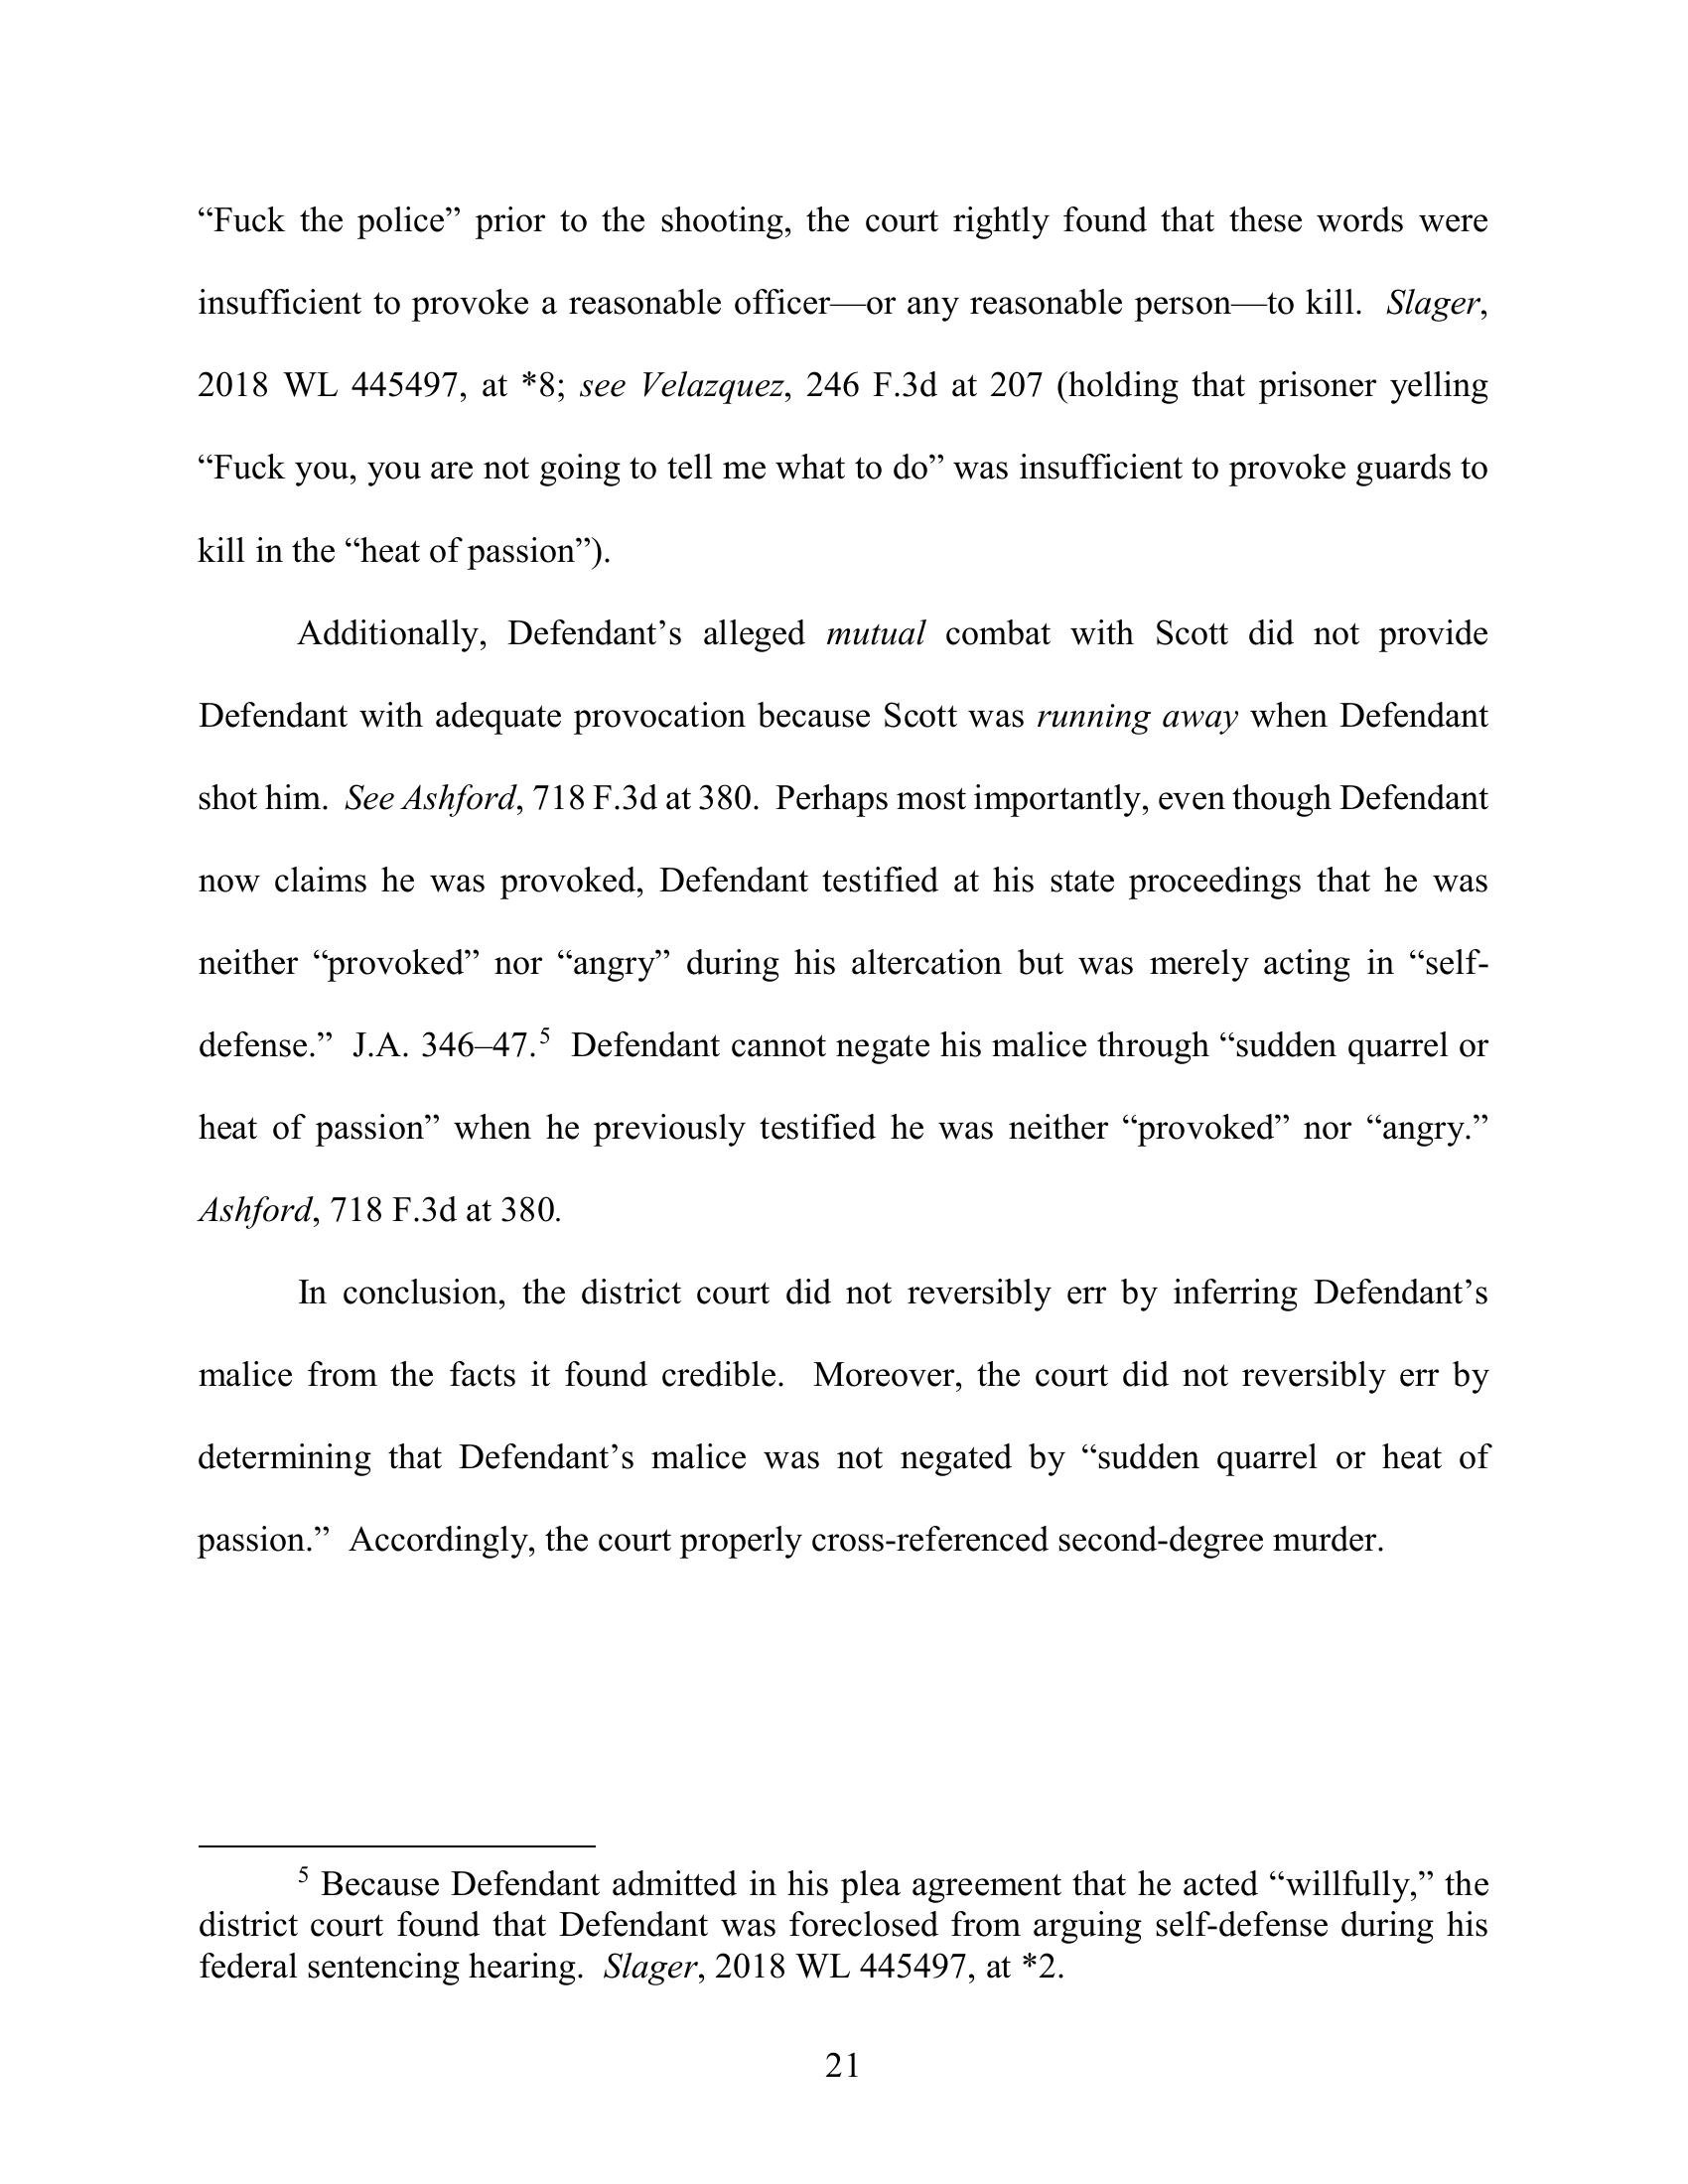 “Fuck the police” prior to the shooting, the court rightly found that these words were
insufficient to provoke a reasonable officer—or any reasonable person—to kill.  Slager,
2018 WL 445497, at *8; see Velazquez, 246 F.3d at 207 (holding that prisoner yelling
“Fuck you, you are not going to tell me what to do” was insufficient to provoke guards to
kill in the “heat of passion”).
Additionally, Defendant’s alleged mutual combat with Scott did not provide
Defendant with adequate provocation because Scott was running away when Defendant
shot him.  See Ashford, 718 F.3d at 380.  Perhaps most importantly, even though Defendant
now claims he was provoked, Defendant testified at his state proceedings that he was
neither “provoked” nor “angry” during his altercation but was merely acting in “self-
defense.”  J.A. 346–47.5  Defendant cannot negate his malice through “sudden quarrel or
heat of passion” when he previously testified he was neither “provoked” nor “angry.”
Ashford, 718 F.3d at 380.
In conclusion, the district court did not reversibly err by inferring Defendant’s
malice from the facts it found credible.  Moreover, the court did not reversibly err by
determining that Defendant’s malice was not negated by “sudden quarrel or heat of
passion.”  Accordingly, the court properly cross-referenced second-degree murder.
5 Because Defendant admitted in his plea agreement that he acted “willfully,” the
district court found that Defendant was foreclosed from arguing self-defense during his
federal sentencing hearing.  Slager, 2018 WL 445497, at *2.
21